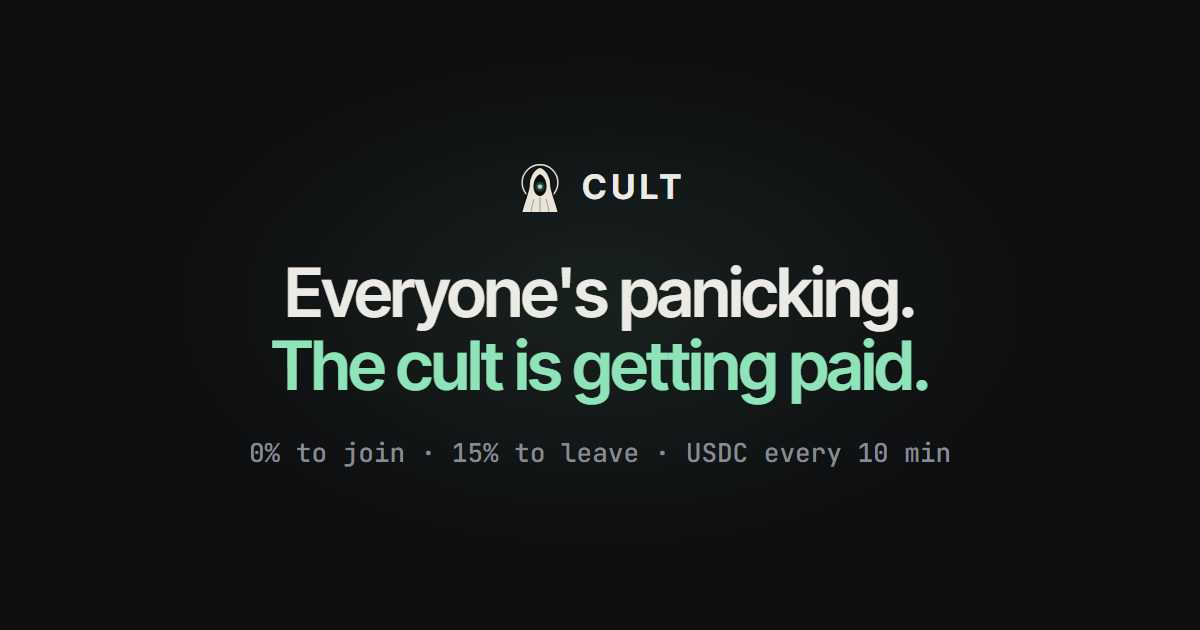 CULT
Everyone's panicking.
The cult is getting paid.
0% to join · 15% to leave · USDC every 10 min